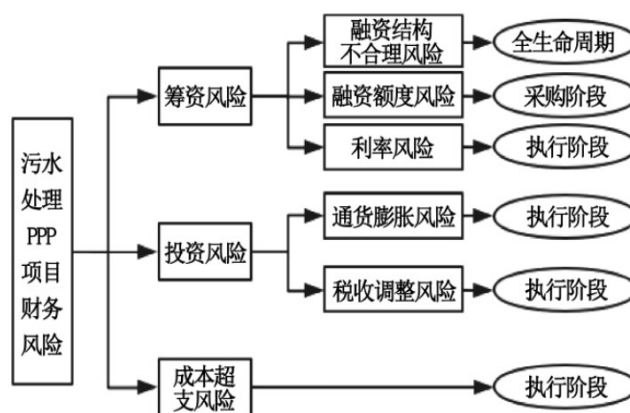 污水
处理
PPP
项目
财务
风险
筹资风险
融资结构
不合理风险
全生命周期
融资额度风险
采购阶段
利率风险
执行阶段
投资风险
通货膨胀风险
执行阶段
税收调整风险
执行阶段
成本超
支风险
执行阶段